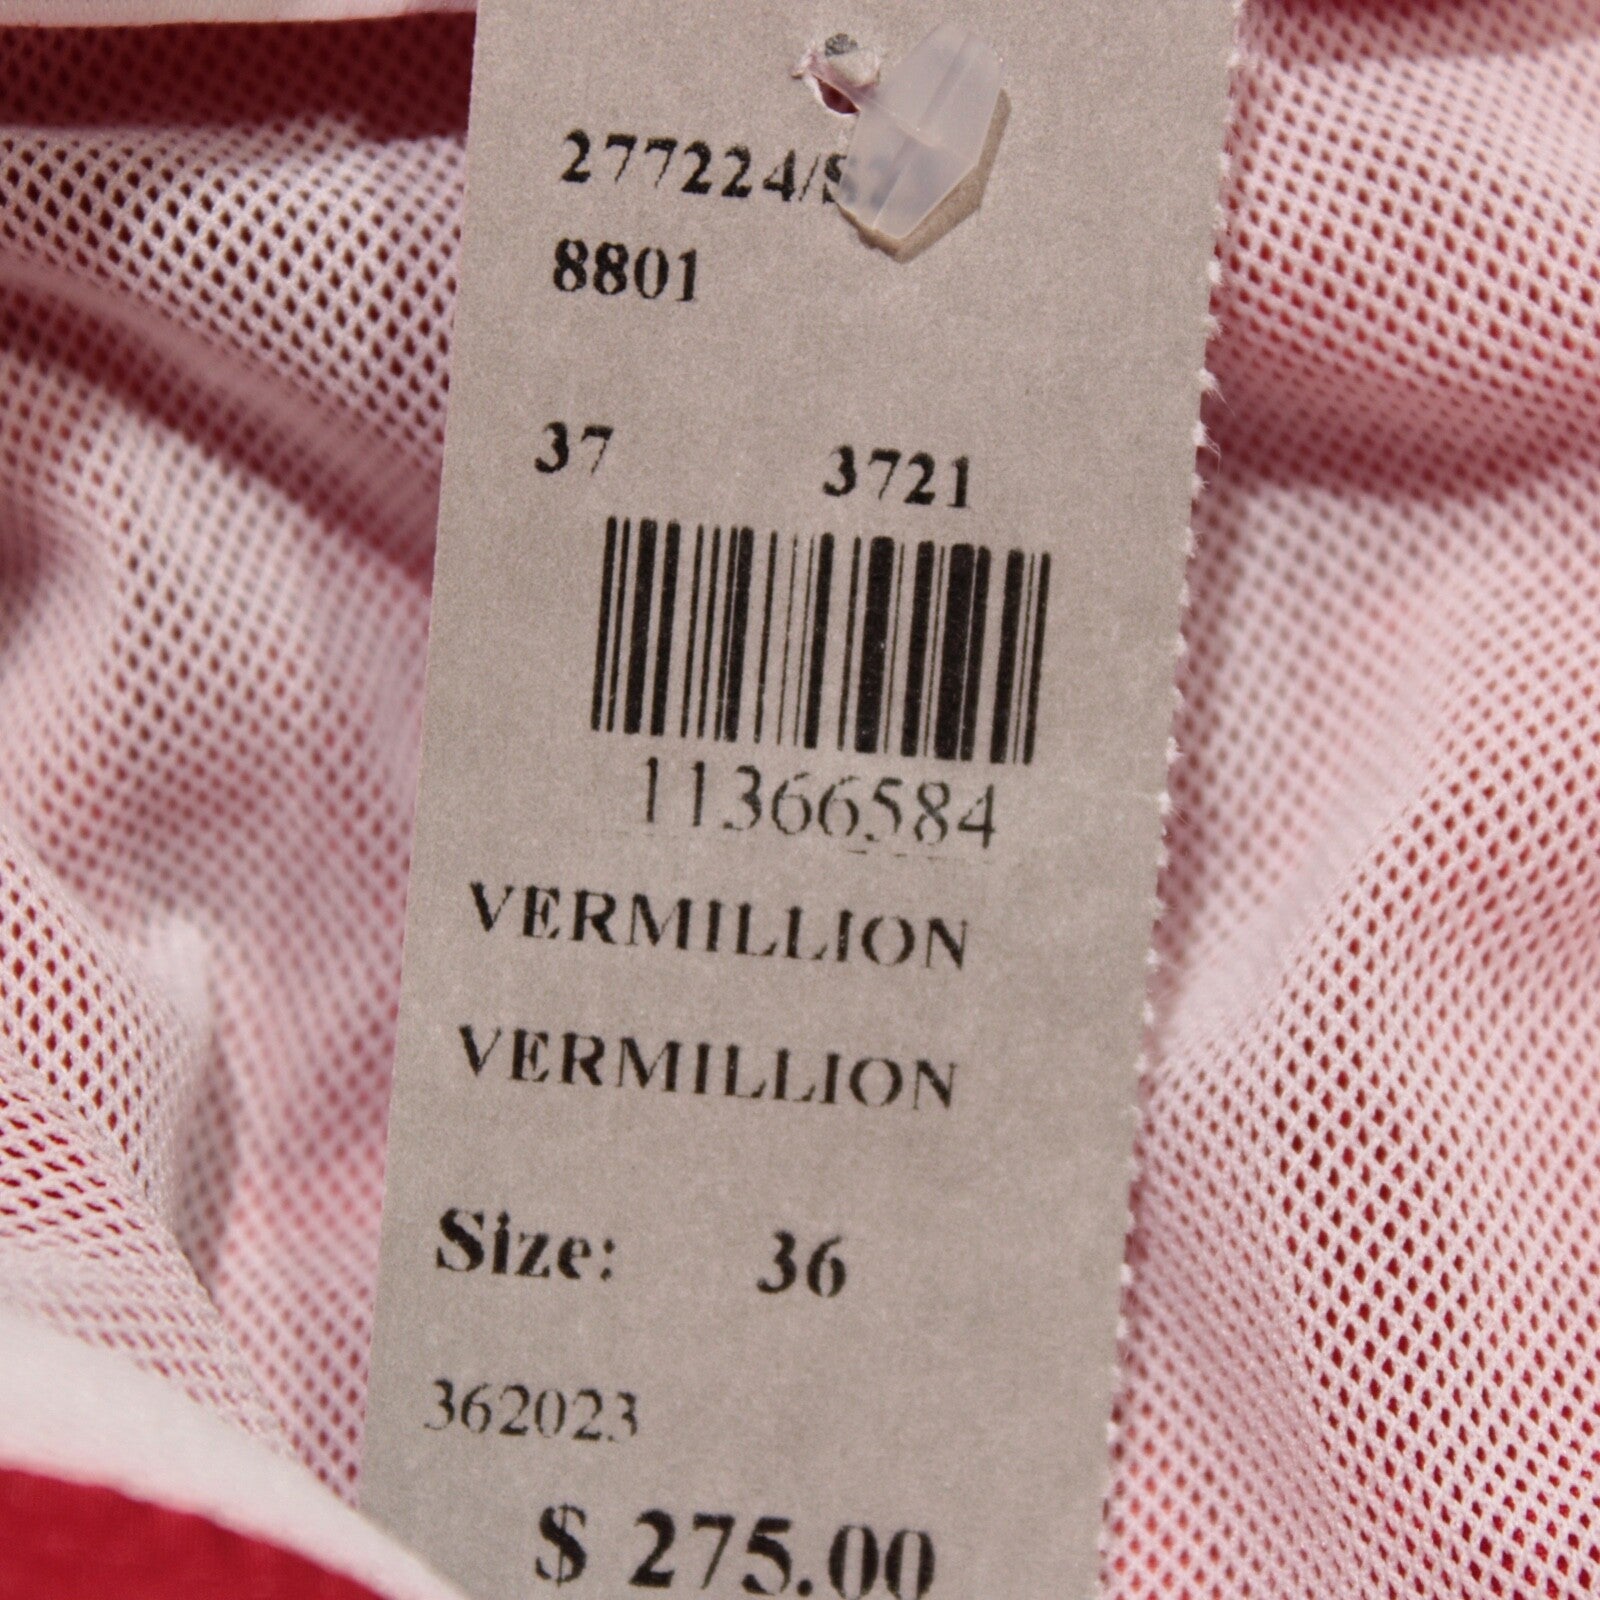 277224/S
8801
37 3721
11366584
VERMILLION
VERMILLION
Size: 36
362023
$ 275.00